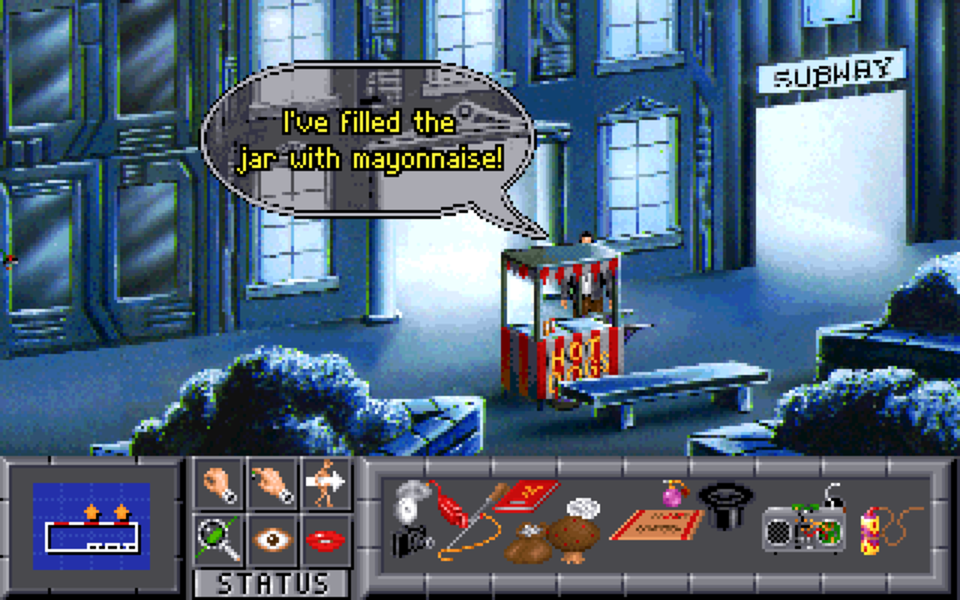 SUBWAY
I've filled the
jar with mayonnaise!
HOT
DOGS
STATUS